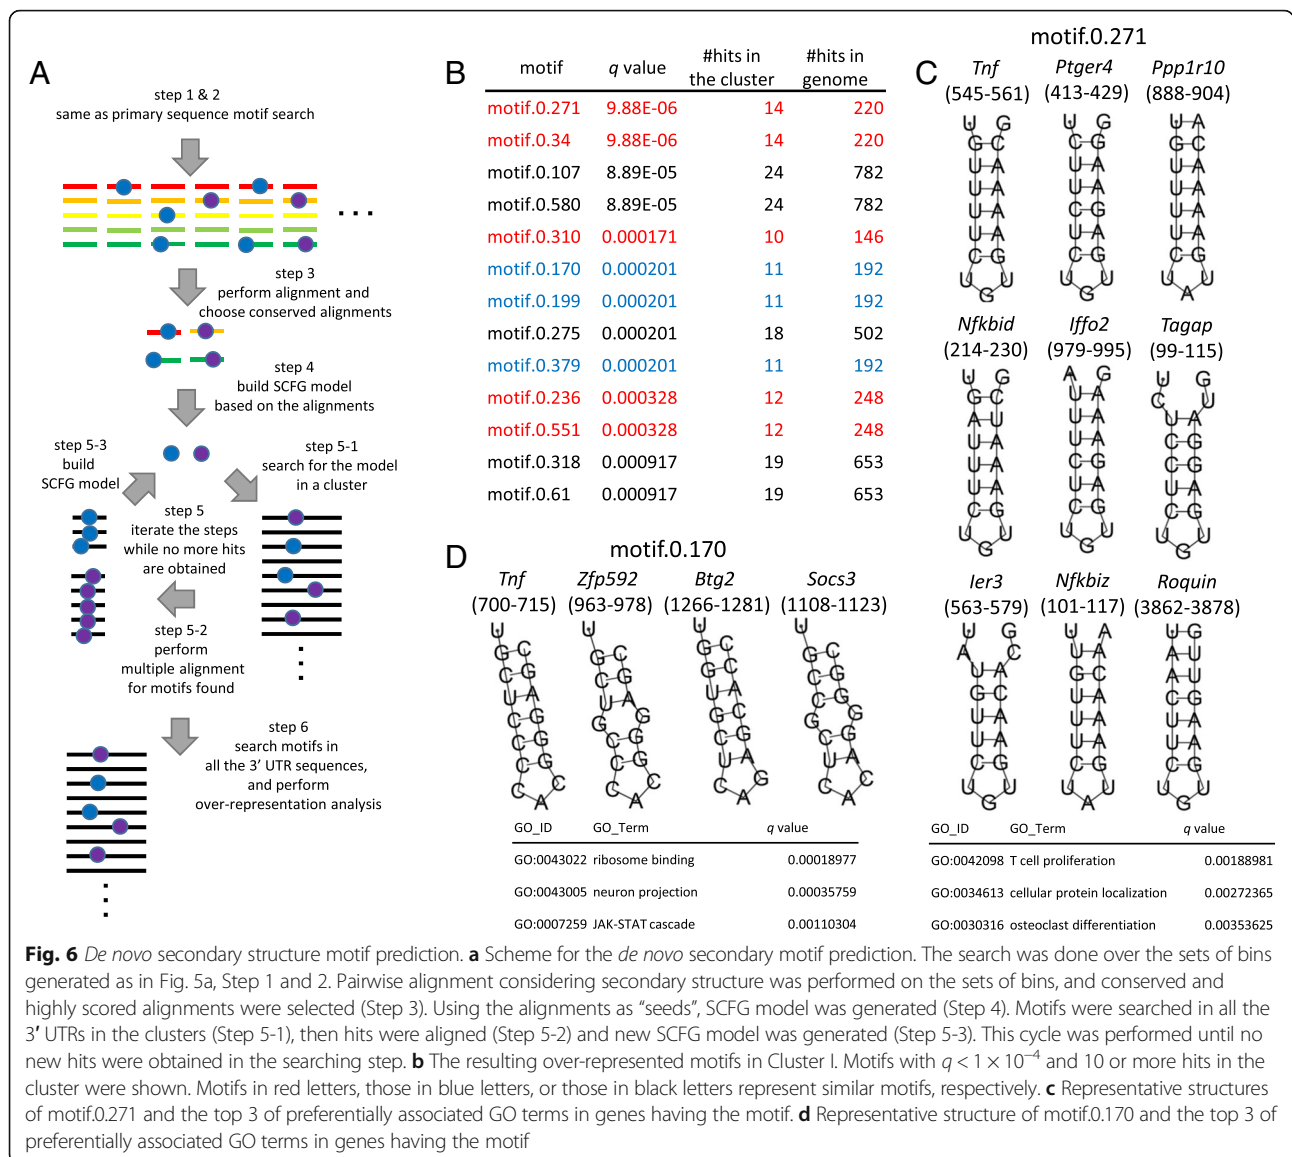 A
step 1 & 2
same as primary sequence motif search
. . .
step 3
perform alignment and
choose conserved alignments
step 4
build SCFG model
based on the alignments
step 5-3
build
SCFG model
step 5-1
search for the model
in a cluster
step 5
iterate the steps
while no more hits
are obtained
step 5-2
perform
multiple alignment
for motifs found
step 6
search motifs in
all the 3' UTR sequences,
and perform
over-representation analysis
B
motif q value #hits in the cluster #hits in genome
motif.0.271 9.88E-06 14 220
motif.0.34 9.88E-06 14 220
motif.0.107 8.89E-05 24 782
motif.0.580 8.89E-05 24 782
motif.0.310 0.000171 10 146
motif.0.170 0.000201 11 192
motif.0.199 0.000201 11 192
motif.0.275 0.000201 18 502
motif.0.379 0.000201 11 192
motif.0.236 0.000328 12 248
motif.0.551 0.000328 12 248
motif.0.318 0.000917 19 653
motif.0.61 0.000917 19 653
C
motif.0.271
Tnf Ptger4 Ppp1r10
(545-561) (413-429) (888-904)
Nfkbid Iffo2 Tagap
(214-230) (979-995) (99-115)
Ier3 Nfkbiz Roquin
(563-579) (101-117) (3862-3878)
GO_ID GO_Term q value
GO:0042098 T cell proliferation 0.00188981
GO:0034613 cellular protein localization 0.00272365
GO:0030316 osteoclast differentiation 0.00353625
D
motif.0.170
Tnf Zfp592 Btg2 Socs3
(700-715) (963-978) (1266-1281) (1108-1123)
GO_ID GO_Term q value
GO:0043022 ribosome binding 0.00018977
GO:0043005 neuron projection 0.00035759
GO:0007259 JAK-STAT cascade 0.00110304
Fig. 6 De novo secondary structure motif prediction. a Scheme for the de novo secondary motif prediction. The search was done over the sets of bins
generated as in Fig. 5a, Step 1 and 2. Pairwise alignment considering secondary structure was performed on the sets of bins, and conserved and
highly scored alignments were selected (Step 3). Using the alignments as “seeds”, SCFG model was generated (Step 4). Motifs were searched in all the
3′ UTRs in the clusters (Step 5-1), then hits were aligned (Step 5-2) and new SCFG model was generated (Step 5-3). This cycle was performed until no
new hits were obtained in the searching step. b The resulting over-represented motifs in Cluster I. Motifs with q < 1 × 10⁻⁴ and 10 or more hits in the
cluster were shown. Motifs in red letters, those in blue letters, or those in black letters represent similar motifs, respectively. c Representative structures
of motif.0.271 and the top 3 of preferentially associated GO terms in genes having the motif. d Representative structure of motif.0.170 and the top 3 of
preferentially associated GO terms in genes having the motif